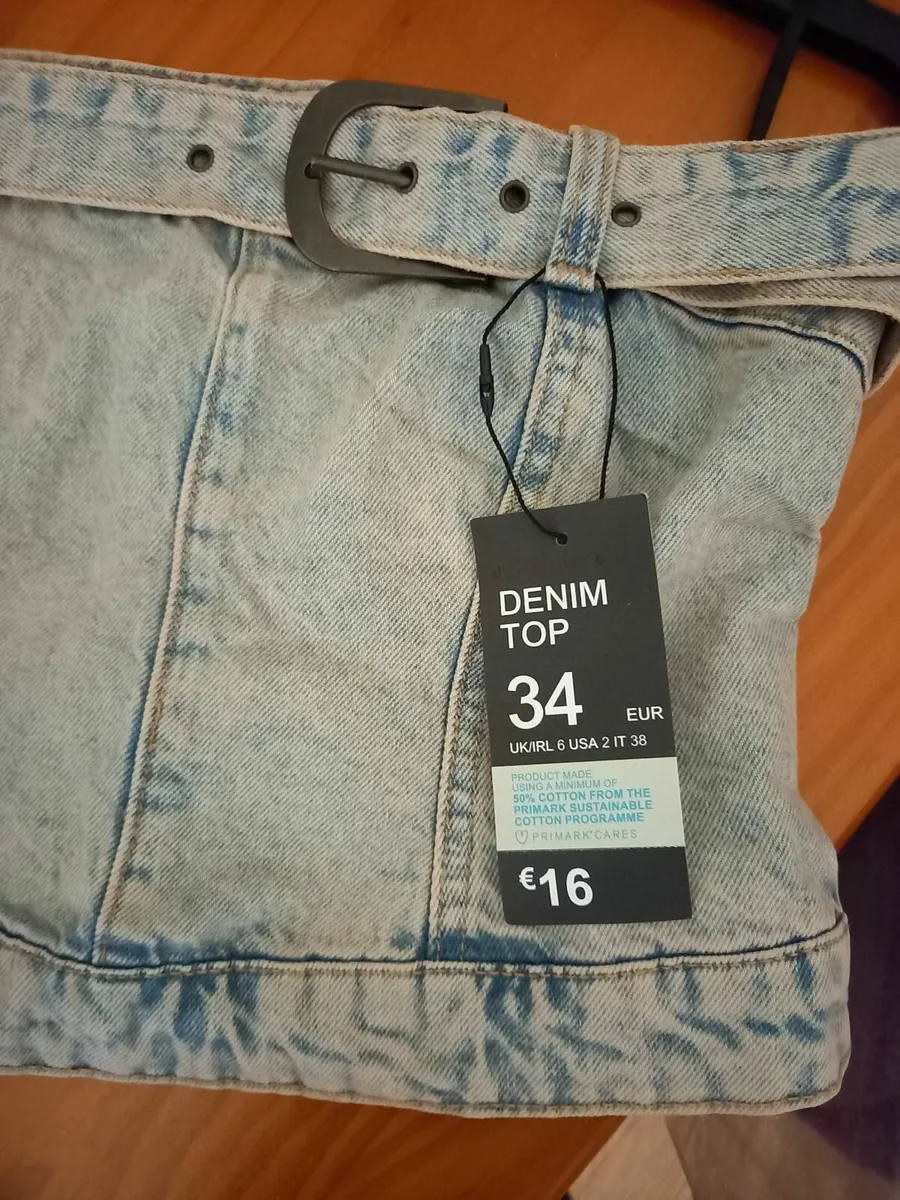 DENIM
TOP
34 EUR
UK/IRL 6 USA 2 IT 38
PRODUCT MADE
USING A MINIMUM OF
50% COTTON FROM THE
PRIMARK SUSTAINABLE
COTTON PROGRAMME
PRIMARK®CARES
€16